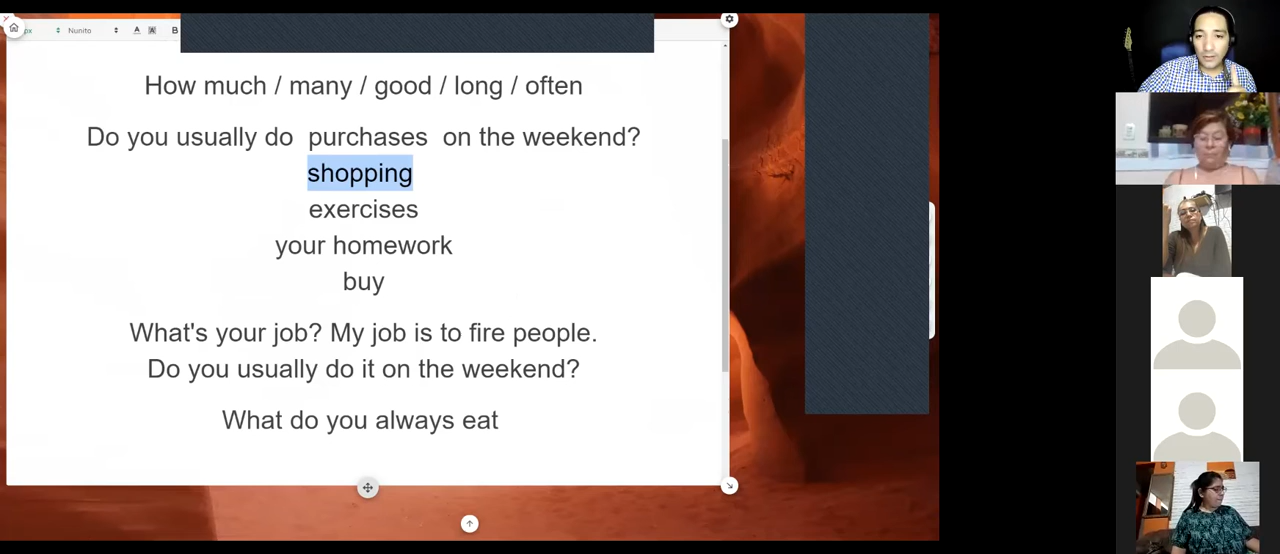 px Nunito A A B
How much / many / good / long / often
Do you usually do purchases on the weekend?
shopping
exercises
your homework
buy
What's your job? My job is to fire people.
Do you usually do it on the weekend?
What do you always eat